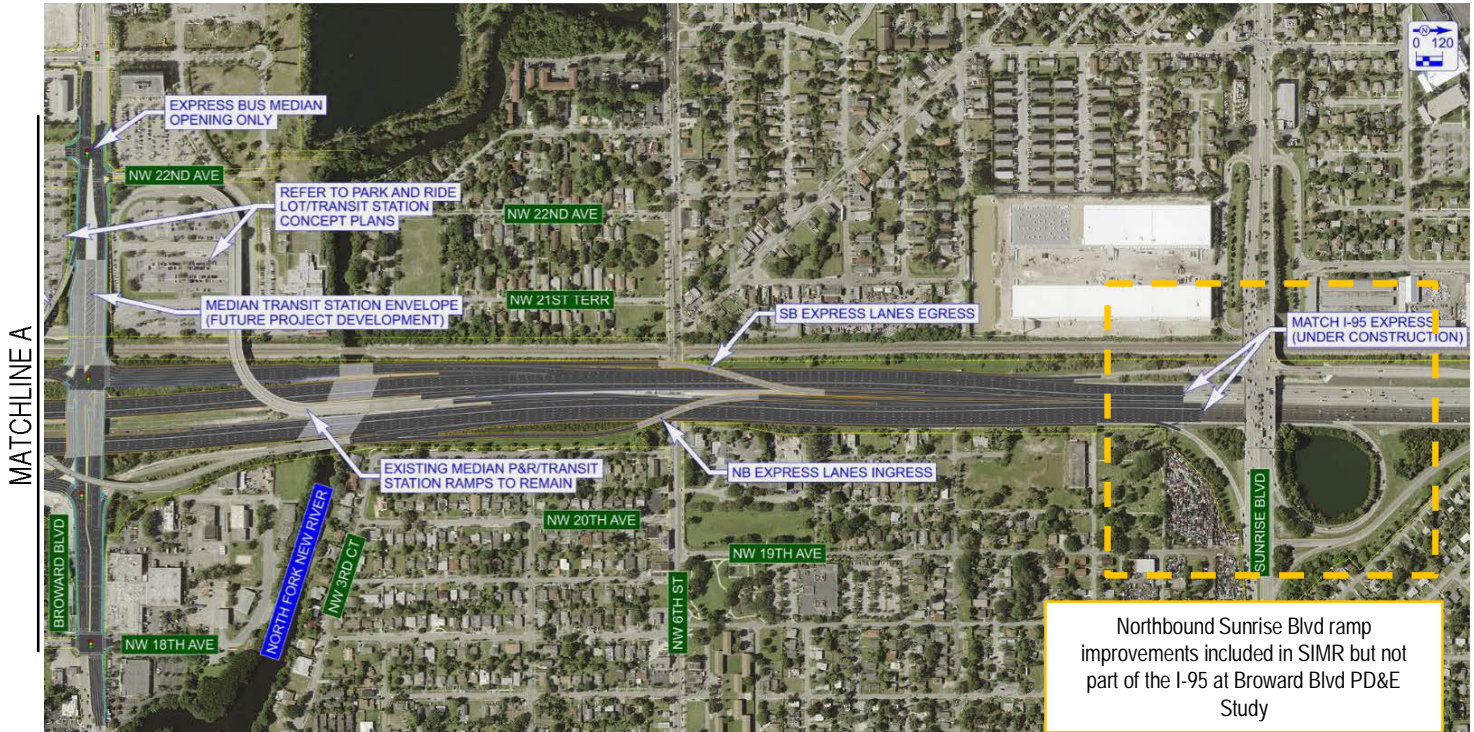 MATCHLINE A
N
0 120
EXPRESS BUS MEDIAN
OPENING ONLY
NW 22ND AVE
REFER TO PARK AND RIDE
LOT/TRANSIT STATION
CONCEPT PLANS
NW 22ND AVE
MEDIAN TRANSIT STATION ENVELOPE
(FUTURE PROJECT DEVELOPMENT)
NW 21ST TERR
SB EXPRESS LANES EGRESS
MATCH I-95 EXPRESS
(UNDER CONSTRUCTION)
EXISTING MEDIAN P&R/TRANSIT
STATION RAMPS TO REMAIN
NB EXPRESS LANES INGRESS
BROWARD BLVD
NORTH FORK NEW RIVER
NW 3RD CT
NW 20TH AVE
NW 19TH AVE
NW 6TH ST
SUNRISE BLVD
NW 18TH AVE
Northbound Sunrise Blvd ramp
improvements included in SIMR but not
part of the I-95 at Broward Blvd PD&E
Study